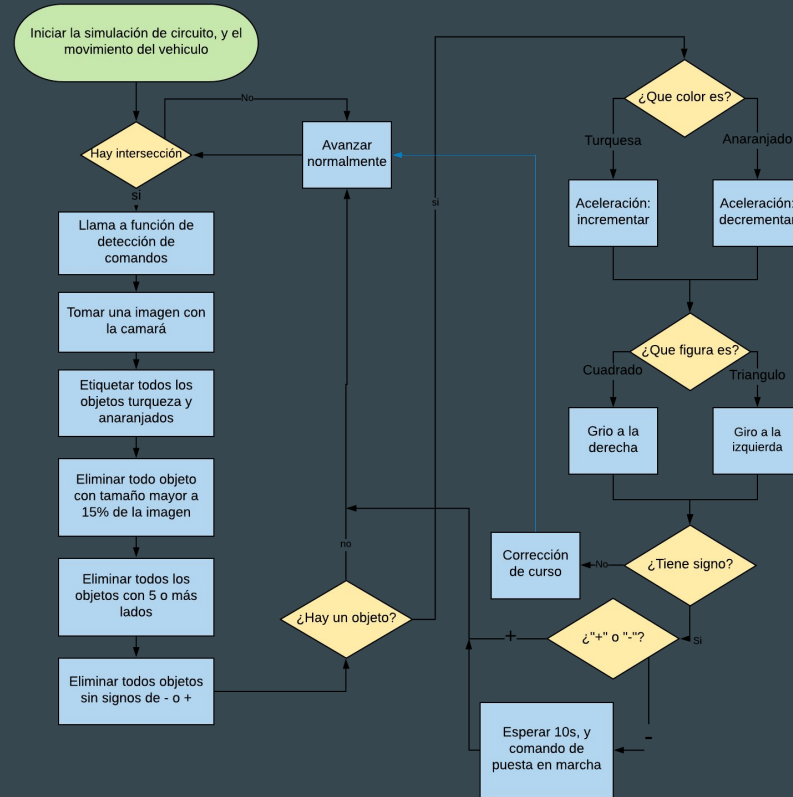 Iniciar la simulación de circuito, y el
movimiento del vehiculo
No
Hay intersección
Avanzar
normalmente
si
Llama a función de
detección de
comandos
Tomar una imagen con
la camará
Etiquetar todos los
objetos turqueza y
anaranjados
Eliminar todo objeto
con tamaño mayor a
15% de la imagen
Eliminar todos los
objetos con 5 o más
lados
Eliminar todos objetos
sin signos de - o +
¿Hay un objeto?
no
si
¿Que color es?
Turquesa
Anaranjado
Aceleración:
incrementar
Aceleración:
decrementar
¿Que figura es?
Cuadrado
Triangulo
Grio a la
derecha
Giro a la
izquierda
¿Tiene signo?
No
Corrección
de curso
Si
¿"+" o "-"?
+
-
Esperar 10s, y
comando de
puesta en marcha